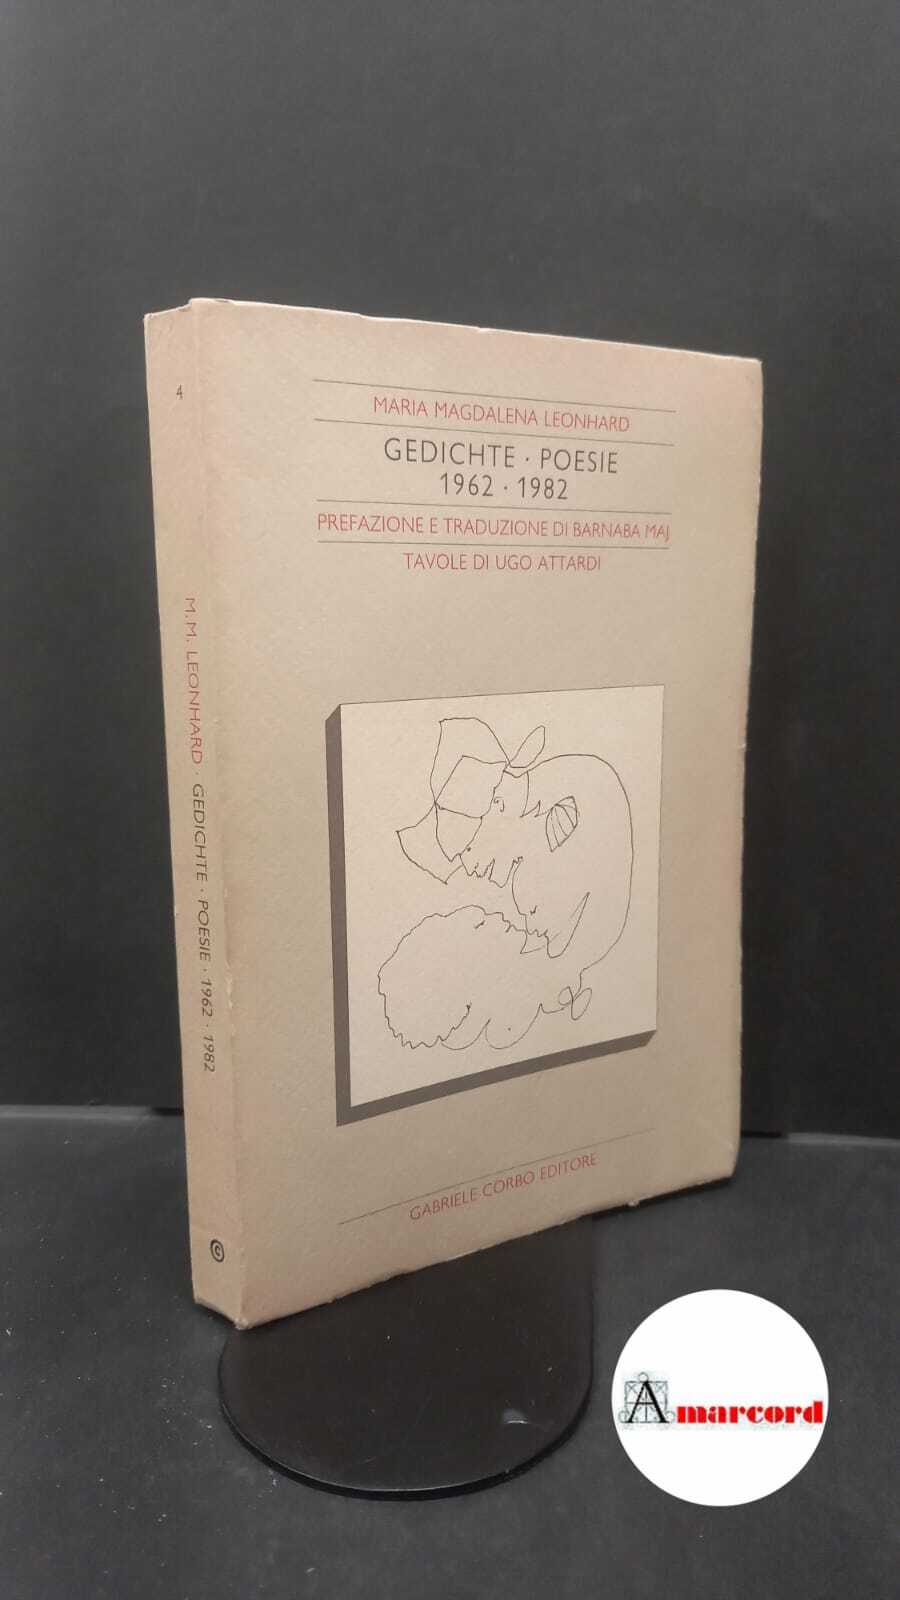 MARIA MAGDALENA LEONHARD
GEDICHTE · POESIE
1962 · 1982
PREFAZIONE E TRADUZIONE DI BARNABA MAJ
TAVOLE DI UGO ATTARDI
GABRIELE CORBO EDITORE
4
M.M. LEONHARD · GEDICHTE · POESIE · 1962 · 1982
C
Amarcord